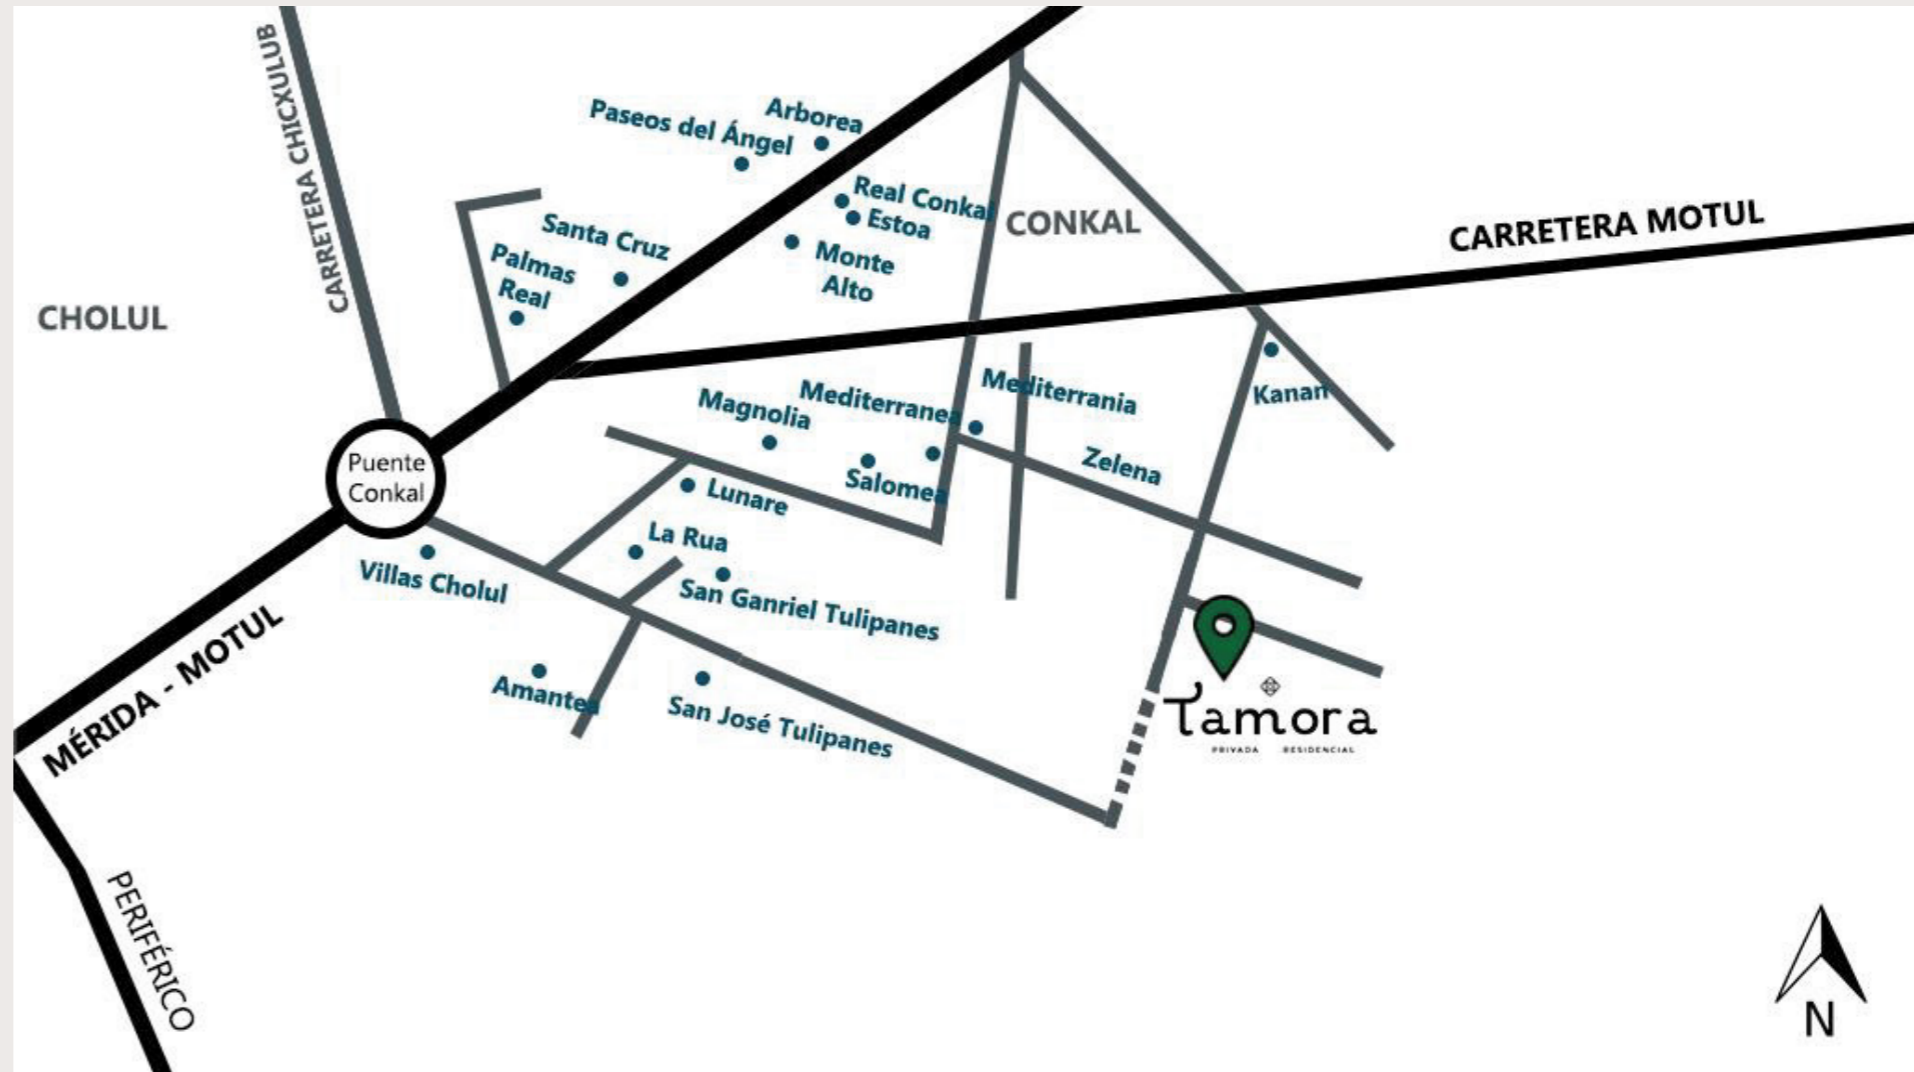 CARRETERA CHICXULUB
Arborea
Paseos del Ángel
Real Conkal
Estoa
CONKAL
CARRETERA MOTUL
Santa Cruz
Palmas
Real
Monte
Alto
CHOLUL
Mediterranea
Mediterrania
Magnolia
Kanan
Puente
Conkal
Zelena
Salomea
Lunare
La Rua
Villas Cholul
San Ganriel Tulipanes
MÉRIDA - MOTUL
Amantea
San José Tulipanes
Tamora
PRIVADA RESIDENCIAL
PERIFÉRICO
N